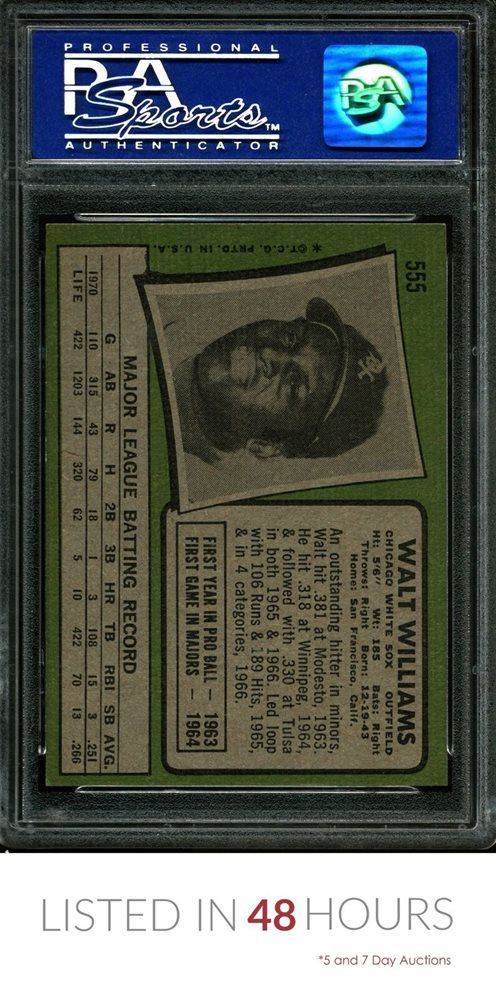 PROFESSIONAL
PSA
Sports™
AUTHENTICATOR
PSA
555
*©T.C.G. PRTD. IN U.S.A.
WALT WILLIAMS
CHICAGO WHITE SOX OUTFIELD
Ht: 5'6" Wt: 185 Bats: Right
Throws: Right Born: 12-19-43
Home: San Francisco, Calif.
An outstanding hitter in minors,
Walt hit .381 at Modesto, 1963.
He hit .318 at Winnipeg, 1964,
& followed with .330 at Tulsa
in both 1965 & 1966. Led loop
with 106 Runs & 189 Hits, 1965,
& in 4 categories, 1966.
FIRST YEAR IN PRO BALL — 1963
FIRST GAME IN MAJORS — 1964
MAJOR LEAGUE BATTING RECORD
G AB R H 2B 3B HR TB RBI SB AVG.
1970 110 315 43 79 18 1 3 108 15 3 .251
LIFE 422 1203 144 320 62 5 10 422 70 13 .266
LISTED IN 48 HOURS
*5 and 7 Day Auctions